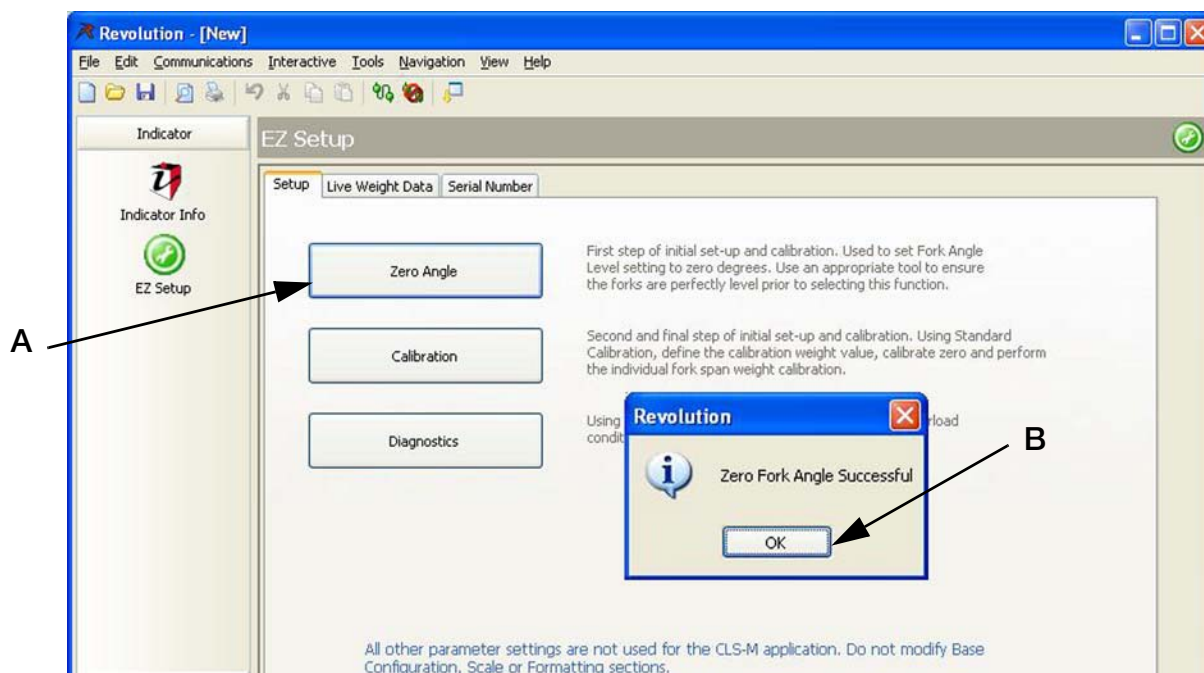 Revolution - [New]
File Edit Communications Interactive Tools Navigation View Help
Indicator
Indicator Info
EZ Setup
EZ Setup
Setup Live Weight Data Serial Number
Zero Angle
First step of initial set-up and calibration. Used to set Fork Angle
Level setting to zero degrees. Use an appropriate tool to ensure
the forks are perfectly level prior to selecting this function.
Calibration
Second and final step of initial set-up and calibration. Using Standard
Calibration, define the calibration weight value, calibrate zero and perform
the individual fork span weight calibration.
Diagnostics
Using
rload
condit
Revolution
Zero Fork Angle Successful
OK
A
B
All other parameter settings are not used for the CLS-M application. Do not modify Base
Configuration, Scale or Formatting sections.